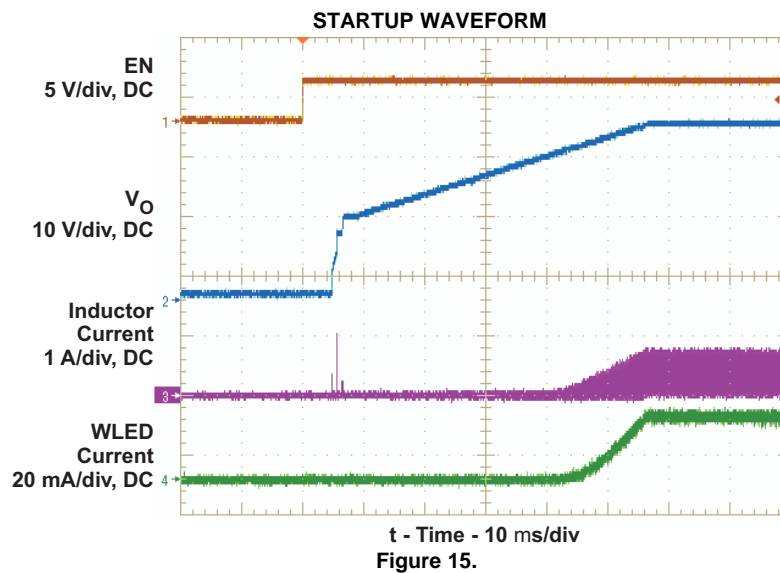 STARTUP WAVEFORM
EN
5 V/div, DC
1
VO
10 V/div, DC
2
Inductor
Current
1 A/div, DC
3
WLED
Current
20 mA/div, DC
4
t - Time - 10 ms/div
Figure 15.